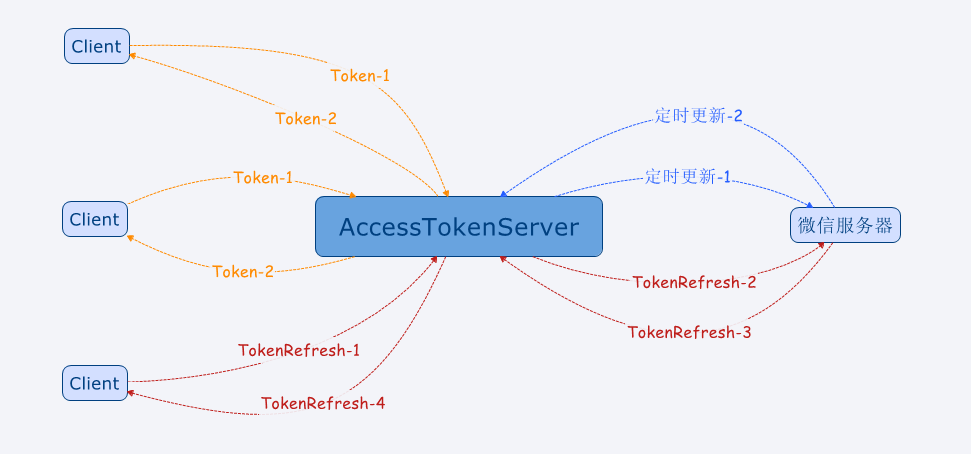 Client
Token-1
Token-2
定时更新-2
Token-1
定时更新-1
Client
AccessTokenServer
微信服务器
Token-2
TokenRefresh-2
TokenRefresh-3
TokenRefresh-1
Client
TokenRefresh-4